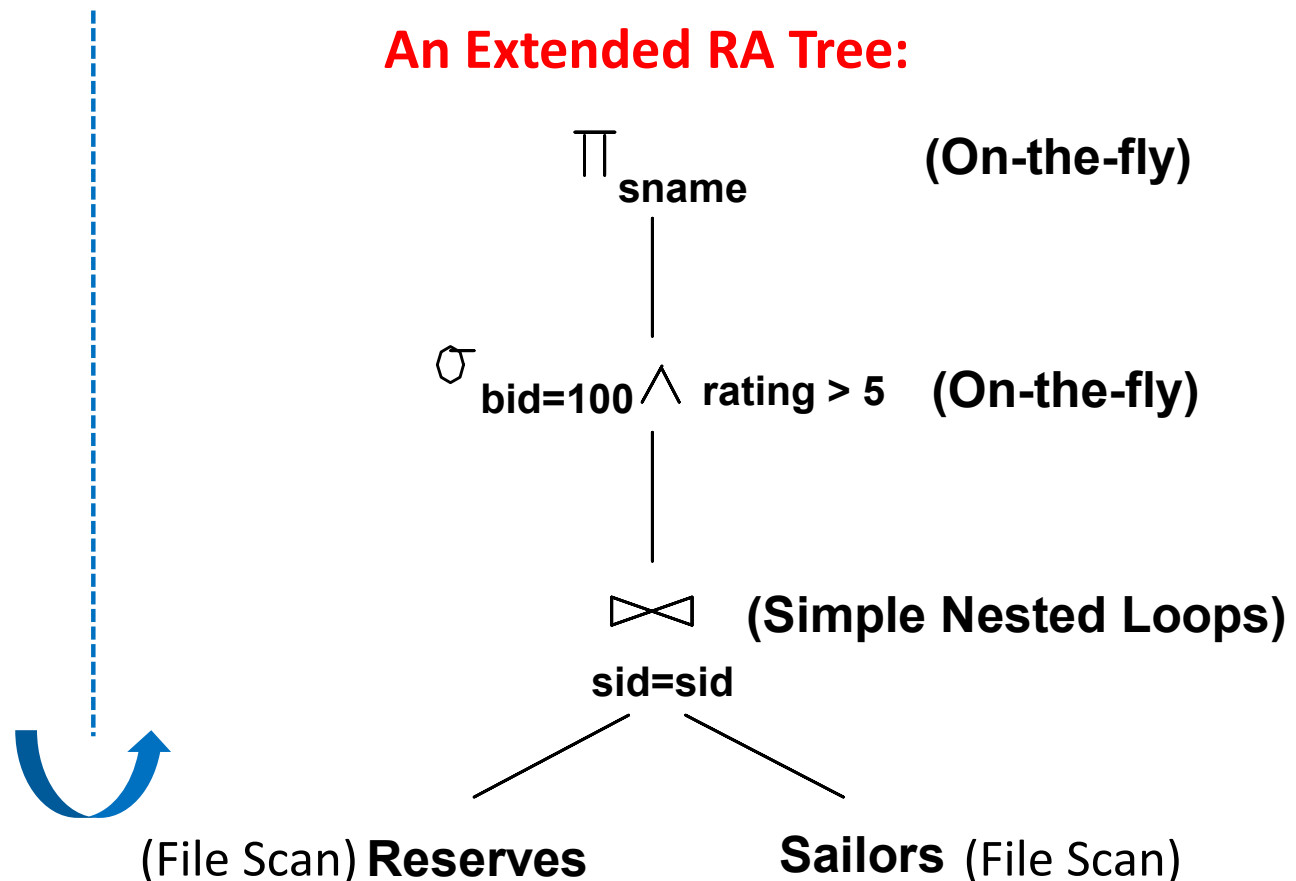 An Extended RA Tree:
∏ sname (On-the-fly)
σ bid=100 ∧ rating > 5 (On-the-fly)
⋈ (Simple Nested Loops)
sid=sid
(File Scan) Reserves Sailors (File Scan)